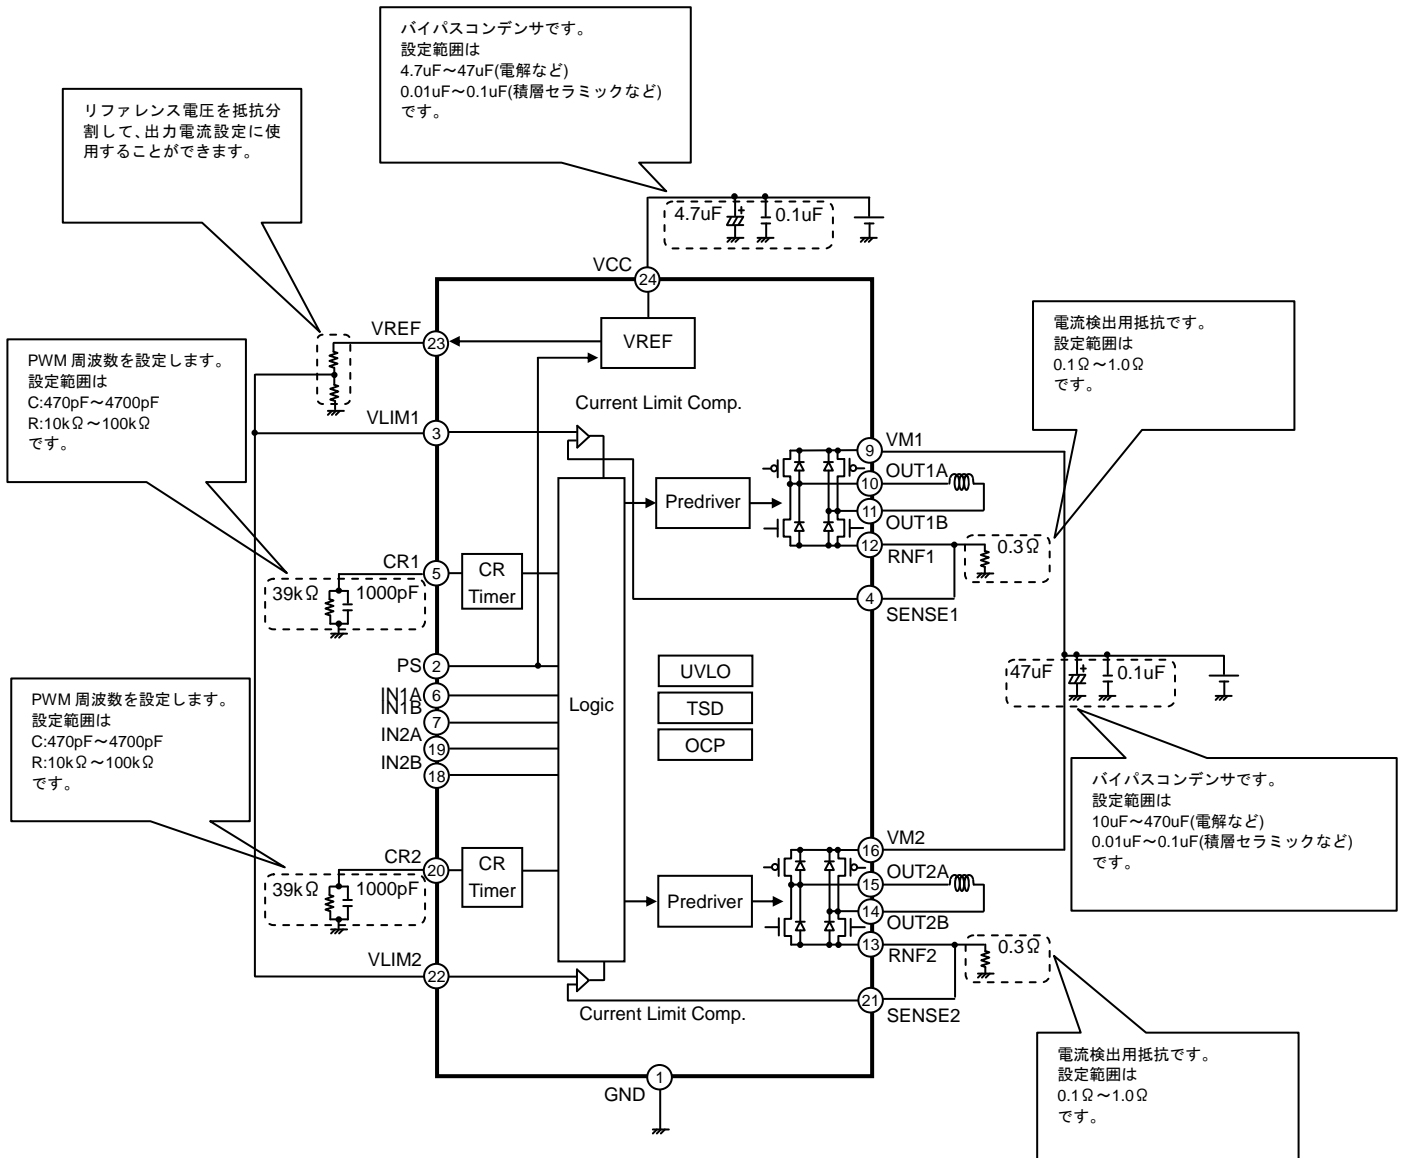 バイパスコンデンサです。
設定範囲は
4.7uF～47uF(電解など)
0.01uF～0.1uF(積層セラミックなど)
です。
リファレンス電圧を抵抗分
割して、出力電流設定に使
用することができます。
4.7uF
+
0.1uF
VCC
24
VREF
23
VREF
電流検出用抵抗です。
設定範囲は
0.1Ω～1.0Ω
です。
PWM 周波数を設定します。
設定範囲は
C:470pF～4700pF
R:10kΩ～100kΩ
です。
Current Limit Comp.
VLIM1
3
VM1
9
OUT1A
10
Predriver
11
OUT1B
12
RNF1
0.3Ω
CR1
5
CR
Timer
39kΩ
1000pF
4
SENSE1
PS
2
IN1A
6
IN1B
7
IN2A
19
IN2B
18
Logic
UVLO
TSD
OCP
47uF
+
0.1uF
PWM 周波数を設定します。
設定範囲は
C:470pF～4700pF
R:10kΩ～100kΩ
です。
バイパスコンデンサです。
設定範囲は
10uF～470uF(電解など)
0.01uF～0.1uF(積層セラミックなど)
です。
CR2
20
CR
Timer
39kΩ
1000pF
VM2
16
OUT2A
15
Predriver
14
OUT2B
13
RNF2
0.3Ω
VLIM2
22
21
SENSE2
Current Limit Comp.
電流検出用抵抗です。
設定範囲は
0.1Ω～1.0Ω
です。
1
GND